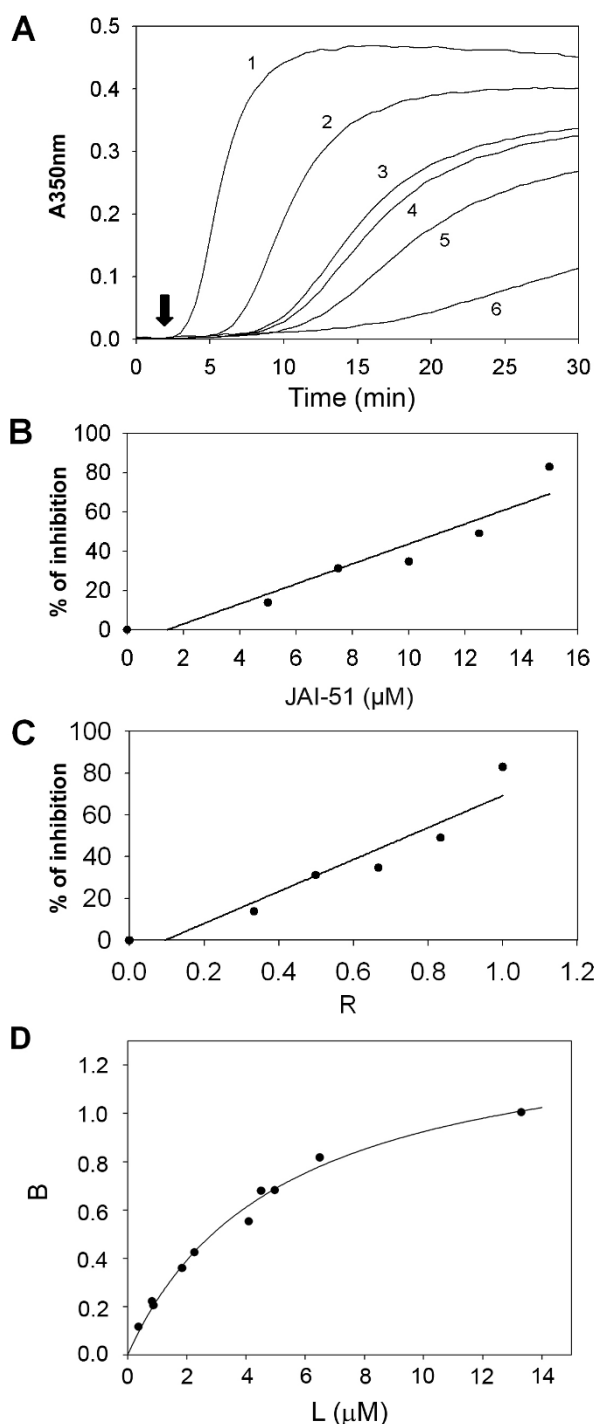 A
0.5
0.4
0.3
0.2
0.1
0.0
A350nm
1
2
3
4
5
6
0 5 10 15 20 25 30
Time (min)
B
100
80
60
40
20
0
% of inhibition
0 2 4 6 8 10 12 14 16
JAI-51 (µM)
C
100
80
60
40
20
0
% of inhibition
0.0 0.2 0.4 0.6 0.8 1.0 1.2
R
D
1.2
1.0
0.8
0.6
0.4
0.2
0.0
B
0 2 4 6 8 10 12 14
L (µM)